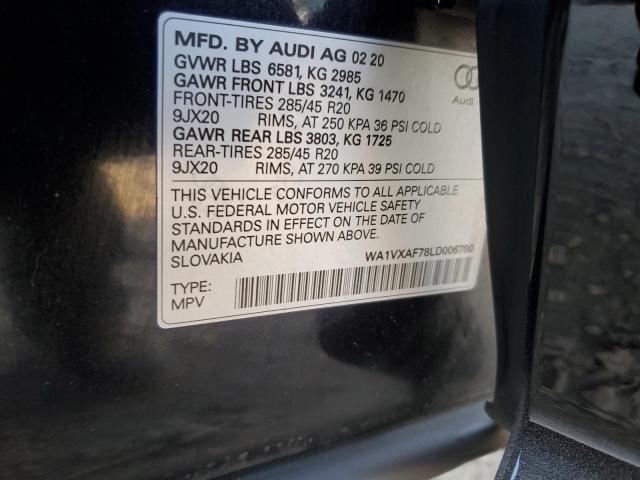 MFD. BY AUDI AG 02 20
GVWR LBS 6581, KG 2985
GAWR FRONT LBS 3241, KG 1470
FRONT-TIRES 285/45 R20
9JX20 RIMS, AT 250 KPA 36 PSI COLD
GAWR REAR LBS 3803, KG 1725
REAR-TIRES 285/45 R20
9JX20 RIMS, AT 270 KPA 39 PSI COLD
Audi
THIS VEHICLE CONFORMS TO ALL APPLICABLE
U.S. FEDERAL MOTOR VEHICLE SAFETY
STANDARDS IN EFFECT ON THE DATE OF
MANUFACTURE SHOWN ABOVE.
SLOVAKIA WA1VXAF78LD006700
TYPE:
MPV